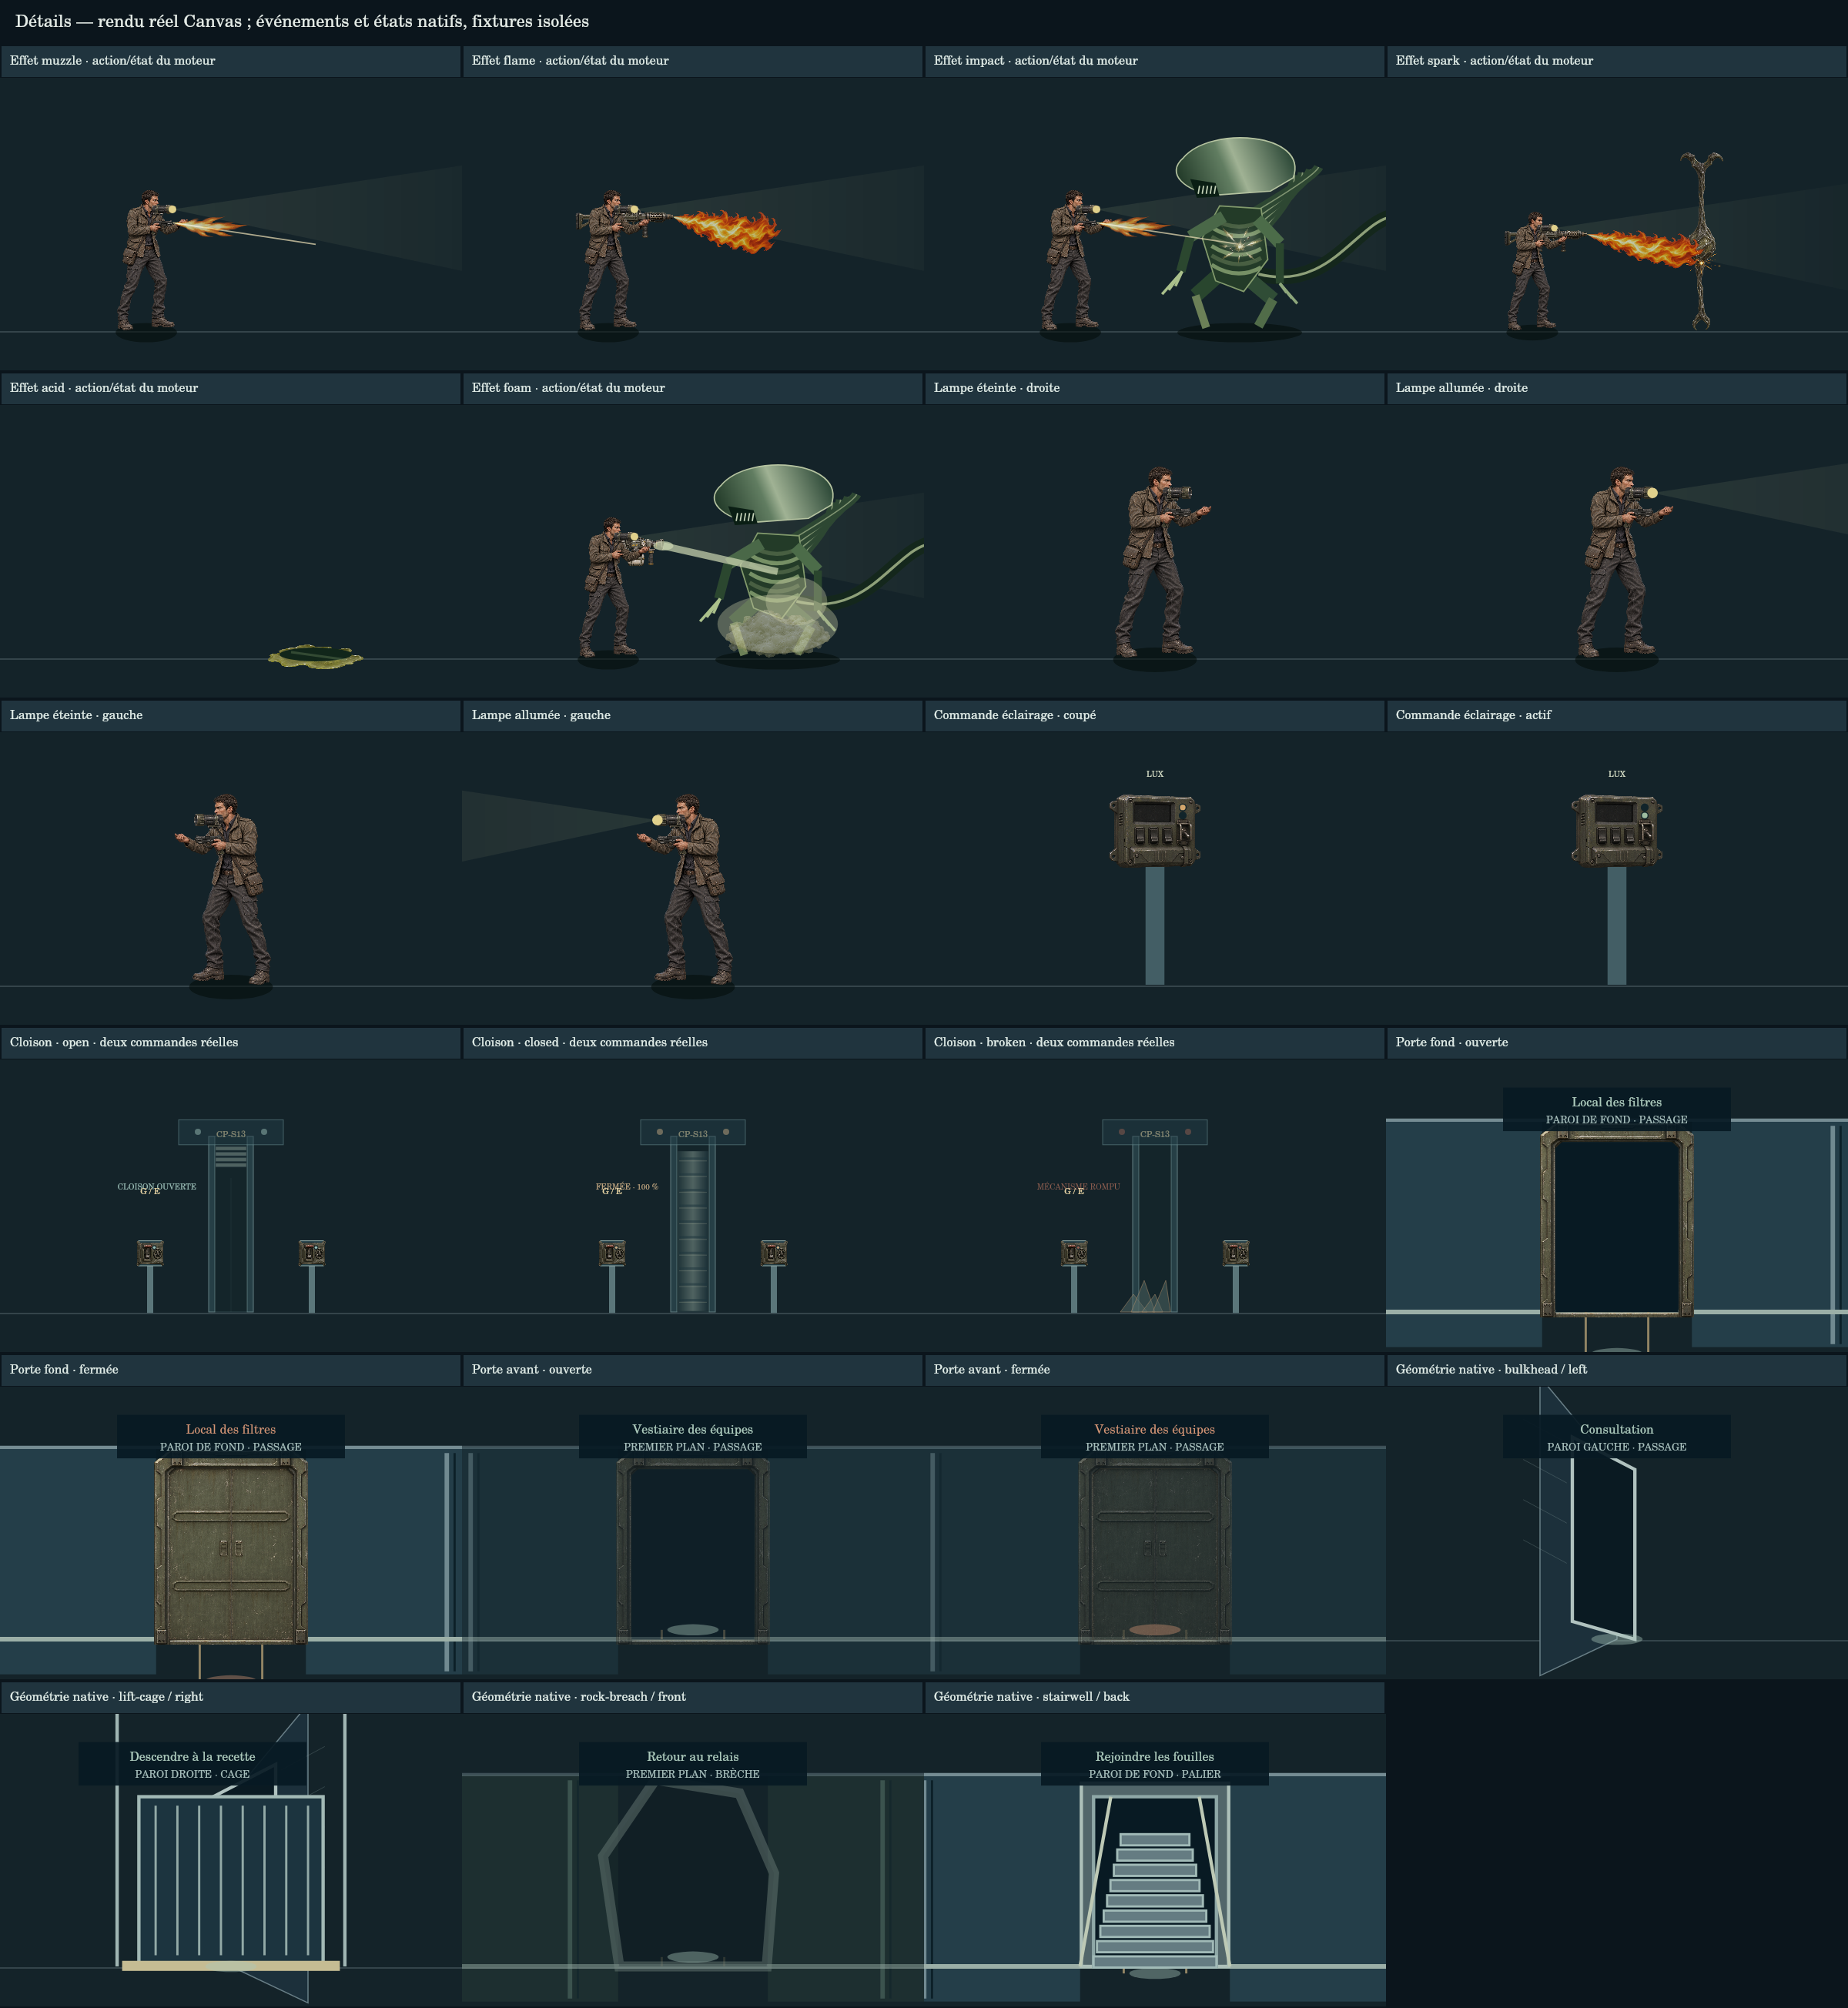 Détails — rendu réel Canvas ; événements et états natifs, fixtures isolées
Effet muzzle · action/état du moteur
Effet flame · action/état du moteur
Effet impact · action/état du moteur
Effet spark · action/état du moteur
Effet acid · action/état du moteur
Effet foam · action/état du moteur
Lampe éteinte · droite
Lampe allumée · droite
Lampe éteinte · gauche
Lampe allumée · gauche
Commande éclairage · coupé
Commande éclairage · actif
LUX
LUX
Cloison · open · deux commandes réelles
Cloison · closed · deux commandes réelles
Cloison · broken · deux commandes réelles
Porte fond · ouverte
CP-S13
CLOISON OUVERTE
G / E
CP-S13
FERMÉE · 100 %
G / E
CP-S13
MÉCANISME ROMPU
G / E
Local des filtres
PAROI DE FOND · PASSAGE
Porte fond · fermée
Porte avant · ouverte
Porte avant · fermée
Géométrie native · bulkhead / left
Local des filtres
PAROI DE FOND · PASSAGE
Vestiaire des équipes
PREMIER PLAN · PASSAGE
Vestiaire des équipes
PREMIER PLAN · PASSAGE
Consultation
PAROI GAUCHE · PASSAGE
Géométrie native · lift-cage / right
Géométrie native · rock-breach / front
Géométrie native · stairwell / back
Descendre à la recette
PAROI DROITE · CAGE
Retour au relais
PREMIER PLAN · BRÈCHE
Rejoindre les fouilles
PAROI DE FOND · PALIER